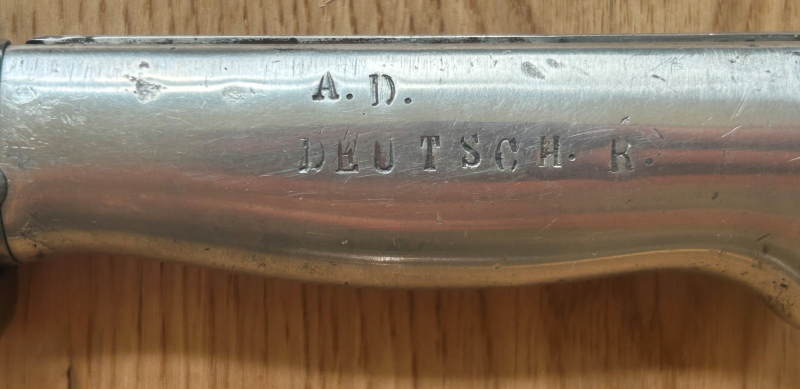 A. D.
DEUTSCH. R.